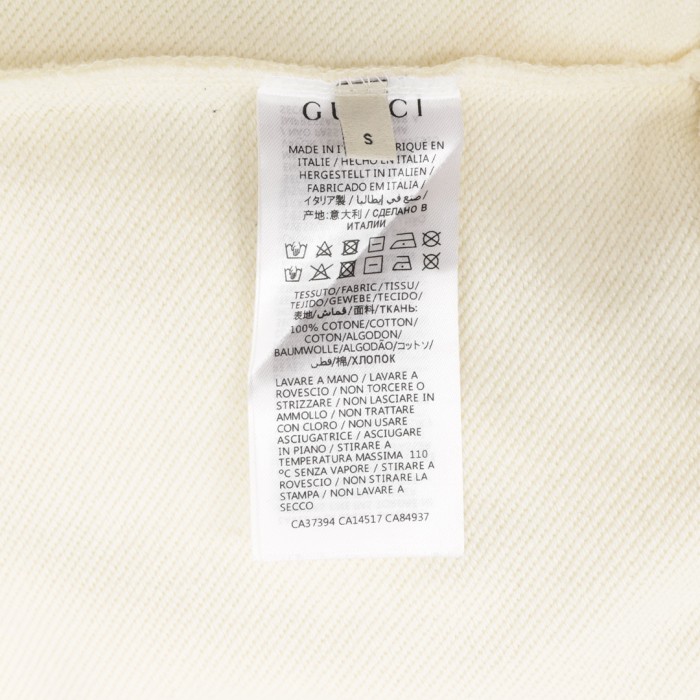 GUCCI
S
MADE IN
RIQUE EN
ITALIE / HECHO EN ITALIA /
HERGESTELLT IN ITALIEN /
FABRICADO EM ITALIA /
イタリア製 / صنع في إيطاليا /
产地:意大利 / СДЕЛАНО В
ИТАЛИИ
TESSUTO/FABRIC/TISSU/
TEJIDO/GEWEBE/TECIDO/
表地/قماش/面料/ТКАНЬ:
100% COTONE/COTTON/
COTON/ALGODON/
BAUMWOLLE/ALGODÃO/コットン/
قطن/棉/ХЛОПОК
LAVARE A MANO / LAVARE A
ROVESCIO / NON TORCERE O
STRIZZARE / NON LASCIARE IN
AMMOLLO / NON TRATTARE
CON CLORO / NON USARE
ASCIUGATRICE / ASCIUGARE
IN PIANO / STIRARE A
TEMPERATURA MASSIMA 110
°C SENZA VAPORE / STIRARE A
ROVESCIO / NON STIRARE LA
STAMPA / NON LAVARE A
SECCO
CA37394 CA14517 CA84937